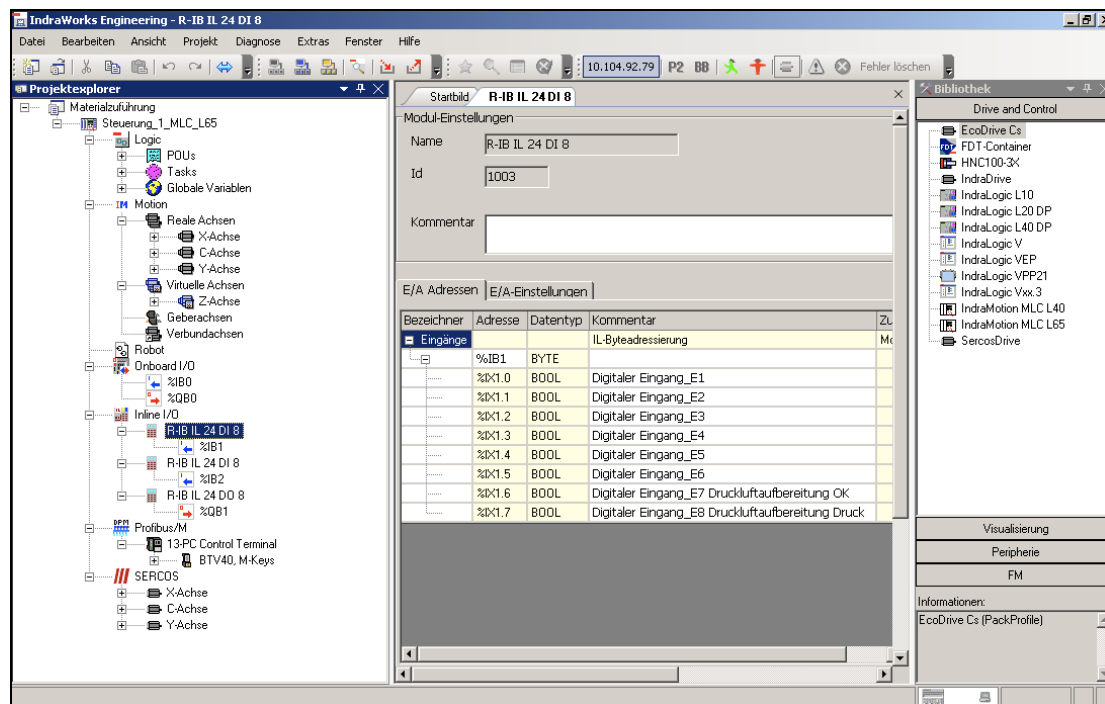 IndraWorks Engineering - R-IB IL 24 DI 8
Datei Bearbeiten Ansicht Projekt Diagnose Extras Fenster Hilfe
10.104.92.79 P2 BB Fehler löschen
Projektexplorer
Materialzuführung
Steuerung_1_MLC_L65
Logic
POUs
Tasks
Globale Variablen
IM Motion
Reale Achsen
X-Achse
C-Achse
Y-Achse
Virtuelle Achsen
Z-Achse
Geberachsen
Verbundachsen
Robot
Onboard I/O
%IB0
%QB0
Inline I/O
R-IB IL 24 DI 8
%IB1
R-IB IL 24 DI 8
%IB2
R-IB IL 24 DO 8
%QB1
DPM Profibus/M
13-PC Control Terminal
BTV40, M-Keys
SERCOS
X-Achse
C-Achse
Y-Achse
Startbild R-IB IL 24 DI 8
Modul-Einstellungen
Name R-IB IL 24 DI 8
Id 1003
Kommentar
E/A Adressen E/A-Einstellungen
Bezeichner Adresse Datentyp Kommentar Zu
Eingänge IL-Byteadressierung Mo
%IB1 BYTE
%IX1.0 BOOL Digitaler Eingang_E1
%IX1.1 BOOL Digitaler Eingang_E2
%IX1.2 BOOL Digitaler Eingang_E3
%IX1.3 BOOL Digitaler Eingang_E4
%IX1.4 BOOL Digitaler Eingang_E5
%IX1.5 BOOL Digitaler Eingang_E6
%IX1.6 BOOL Digitaler Eingang_E7 Druckluftaufbereitung OK
%IX1.7 BOOL Digitaler Eingang_E8 Druckluftaufbereitung Druck
Bibliothek
Drive and Control
EcoDrive Cs
FDT FDT-Container
HNC100-3X
IndraDrive
IndraLogic L10
IndraLogic L20 DP
IndraLogic L40 DP
IndraLogic V
IndraLogic VEP
IndraLogic VPP21
IndraLogic Vxx.3
IndraMotion MLC L40
IndraMotion MLC L65
SercosDrive
Visualisierung
Peripherie
FM
Informationen:
EcoDrive Cs (PackProfile)